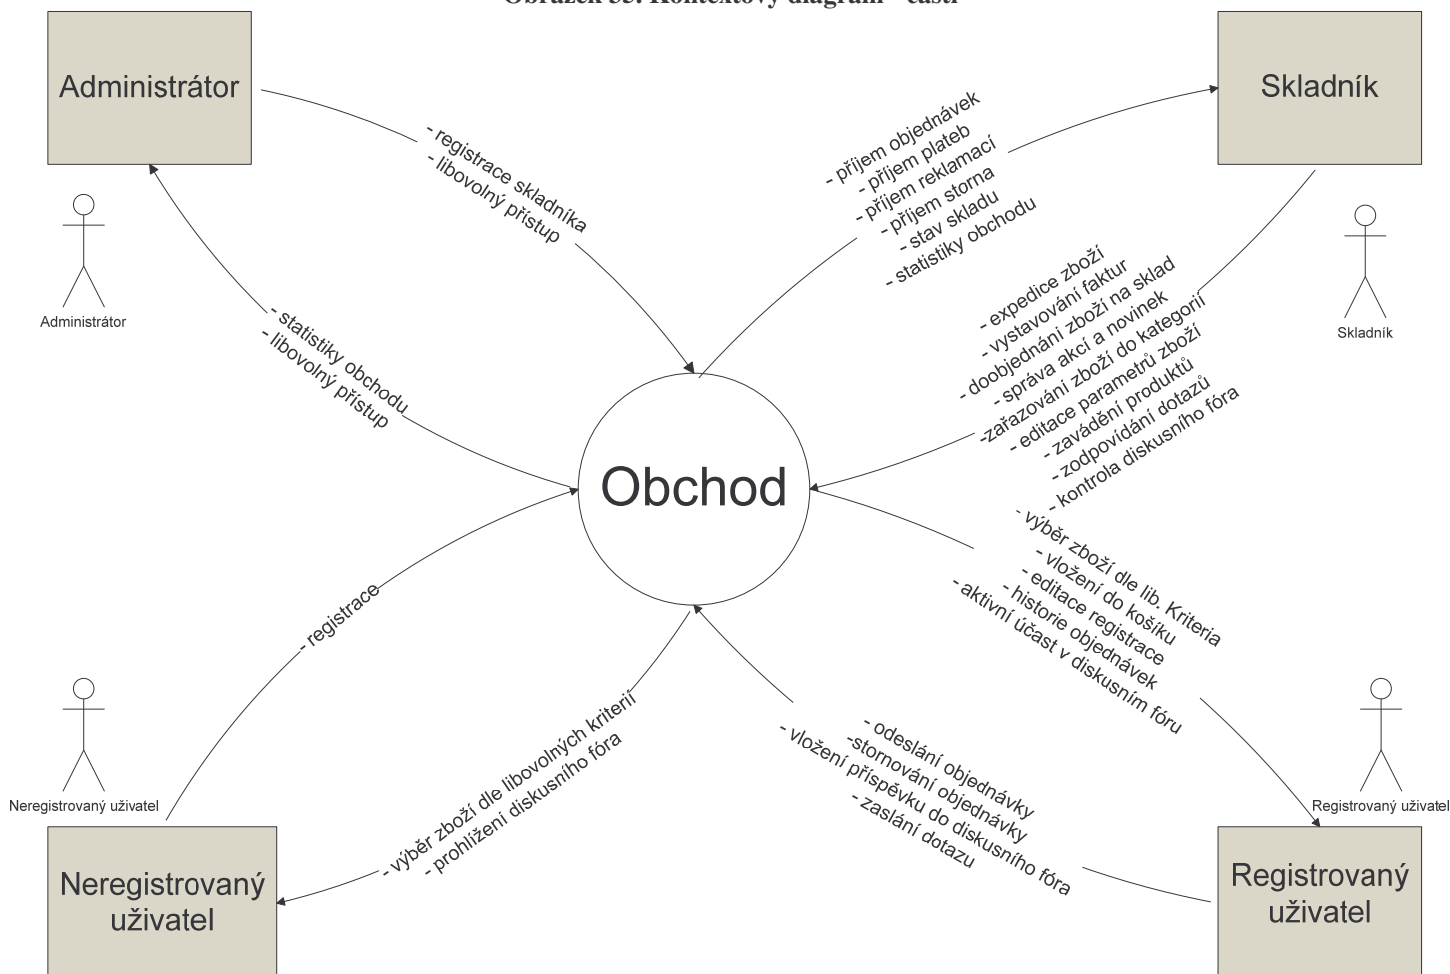 Administrátor
Skladník
- registrace skladníka
- libovolný přístup
- příjem objednávek
- příjem plateb
- příjem reklamací
- příjem storna
- stav skladu
- statistiky obchodu
Administrátor
Skladník
- statistiky obchodu
- libovolný přístup
- expedice zboží
- vystavování faktur
- doobjednání zboží na sklad
- správa akcí a novinek
-zařazování zboží do kategorií
- editace parametrů zboží
- zavádění produktů
- zodpovídání dotazů
- kontrola diskusního fóra
Obchod
- výběr zboží dle lib. Kriteria
- vložení do košíku
- editace registrace
- historie objednávek
- aktivní účast v diskusním fóru
- registrace
- výběr zboží dle libovolných kriterií
- prohlížení diskusního fóra
- odeslání objednávky
-stornování objednávky
- vložení příspěvku do diskusního fóra
- zaslání dotazu
Neregistrovaný uživatel
Registrovaný uživatel
Neregistrovaný
uživatel
Registrovaný
uživatel